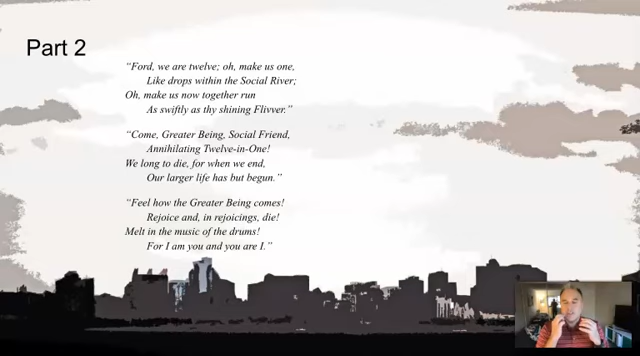 Part 2
“Ford, we are twelve; oh, make us one,
Like drops within the Social River;
Oh, make us now together run
As swiftly as thy shining Flivver.”
“Come, Greater Being, Social Friend,
Annihilating Twelve-in-One!
We long to die, for when we end,
Our larger life has but begun.”
“Feel how the Greater Being comes!
Rejoice and, in rejoicings, die!
Melt in the music of the drums!
For I am you and you are I.”